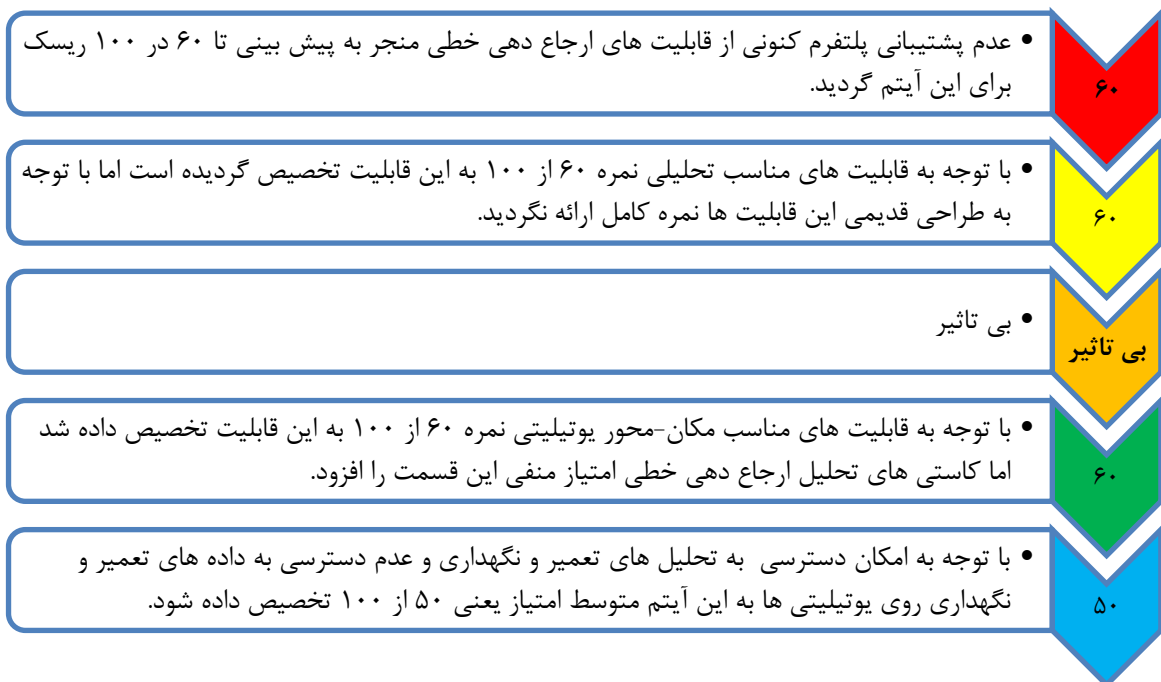 ۶۰
• عدم پشتیبانی پلتفرم کنونی از قابلیت های ارجاع دهی خطی منجر به پیش بینی تا ۶۰ در ۱۰۰ ریسک
برای این آیتم گردید.
۶۰
• با توجه به قابلیت های مناسب تحلیلی نمره ۶۰ از ۱۰۰ به این قابلیت تخصیص گردیده است اما با توجه
به طراحی قدیمی این قابلیت ها نمره کامل ارائه نگردید.
بی تاثیر
• بی تاثیر
۶۰
• با توجه به قابلیت های مناسب مکان-محور یوتیلیتی نمره ۶۰ از ۱۰۰ به این قابلیت تخصیص داده شد
اما کاستی های تحلیل ارجاع دهی خطی امتیاز منفی این قسمت را افزود.
۵۰
• با توجه به امکان دسترسی به تحلیل های تعمیر و نگهداری و عدم دسترسی به داده های تعمیر و
نگهداری روی یوتیلیتی ها به این آیتم متوسط امتیاز یعنی ۵۰ از ۱۰۰ تخصیص داده شود.